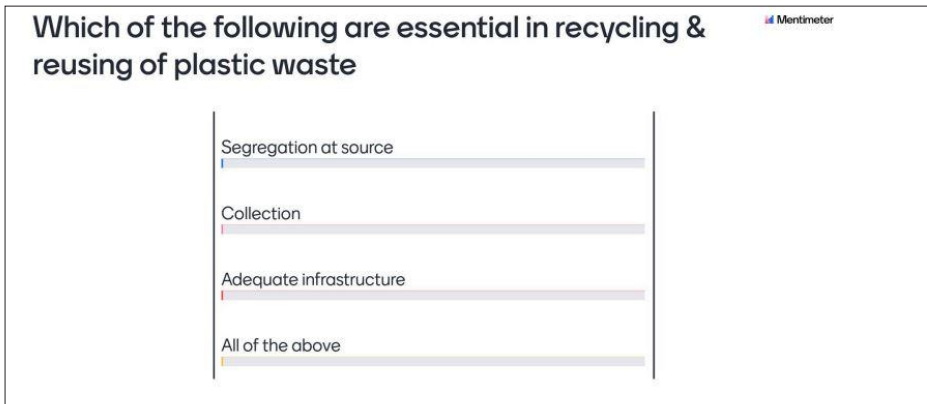 Which of the following are essential in recycling &
reusing of plastic waste
Mentimeter
Segregation at source
Collection
Adequate infrastructure
All of the above